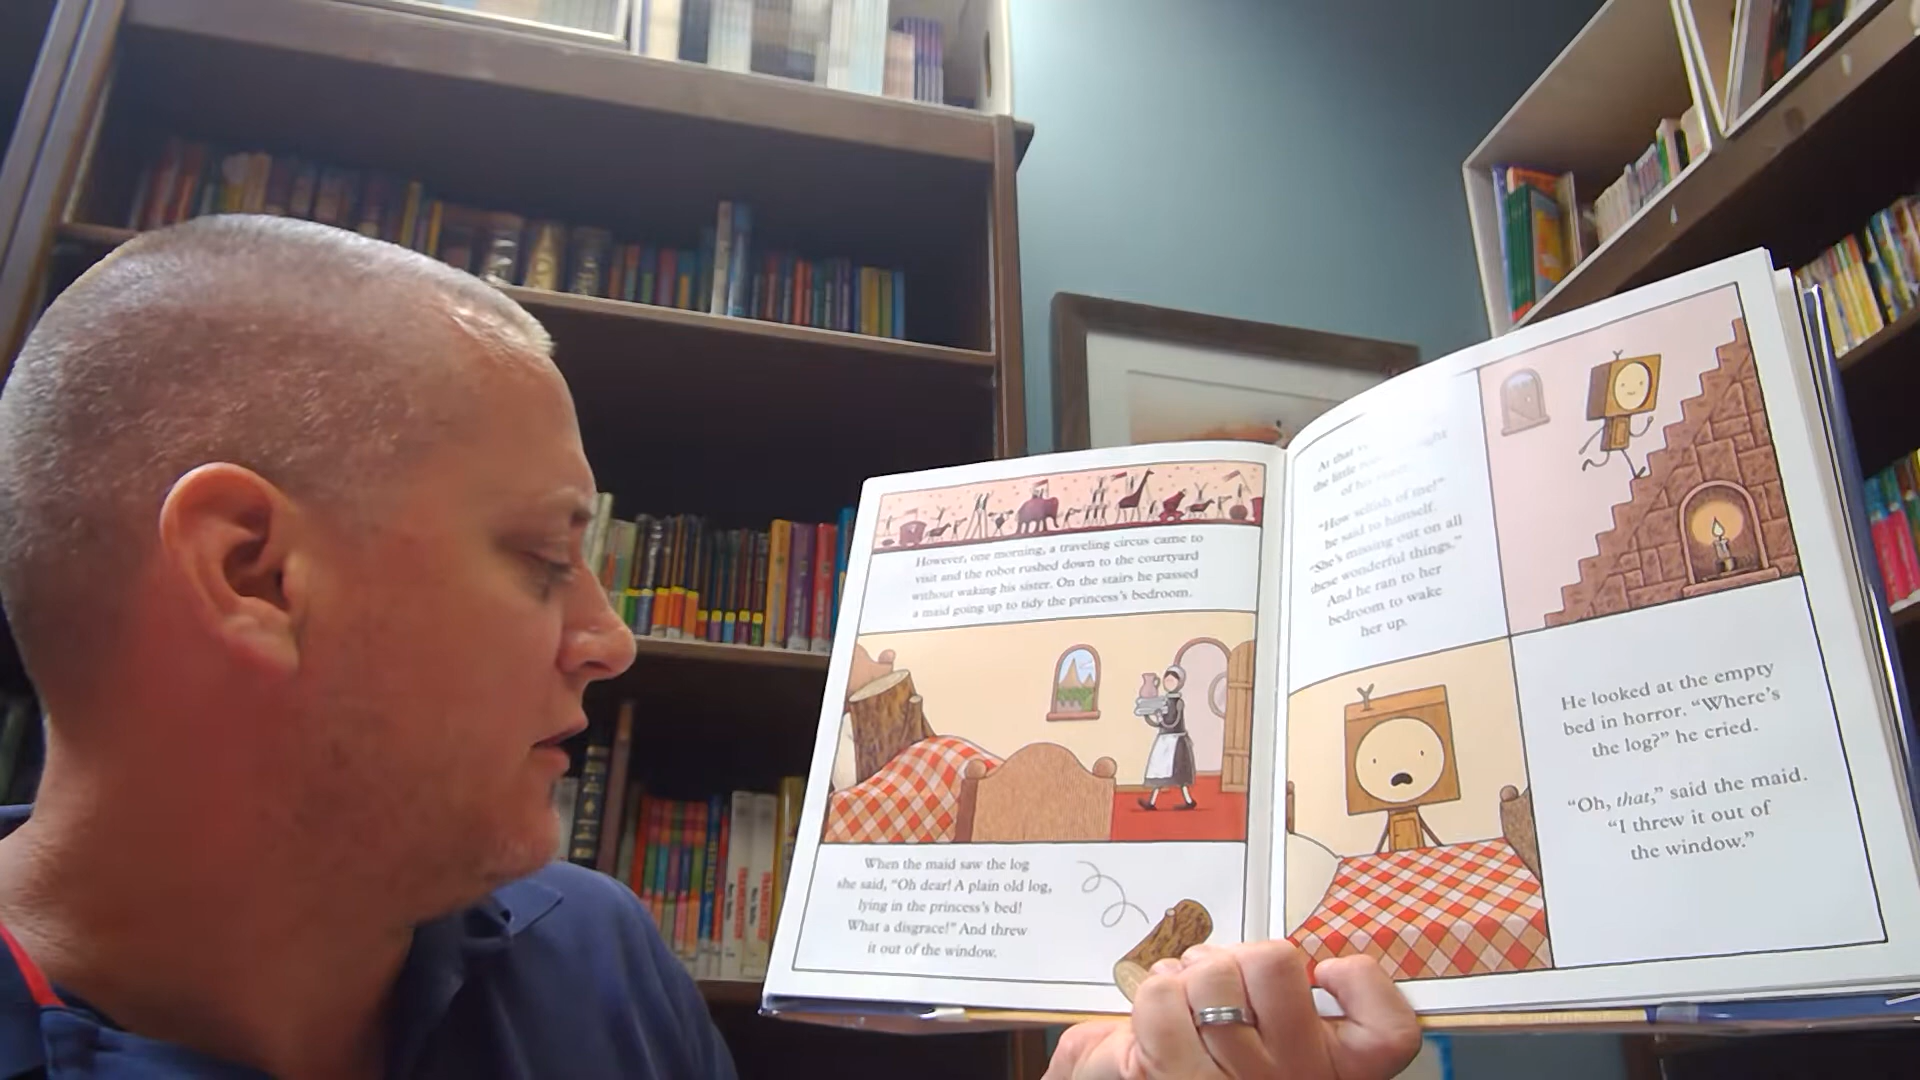 However, one morning, a traveling circus came to
visit and the robot rushed down to the courtyard
without waking his sister. On the stairs he passed
a maid going up to tidy the princess's bedroom.
When the maid saw the log
she said, "Oh dear! A plain old log,
lying in the princess's bed!
What a disgrace!" And threw
it out of the window.
At that
the little
of his
"How selfish of me!"
he said to himself.
"She's missing out on all
these wonderful things."
And he ran to her
bedroom to wake
her up.
He looked at the empty
bed in horror. "Where's
the log?" he cried.
"Oh, that," said the maid.
"I threw it out of
the window."